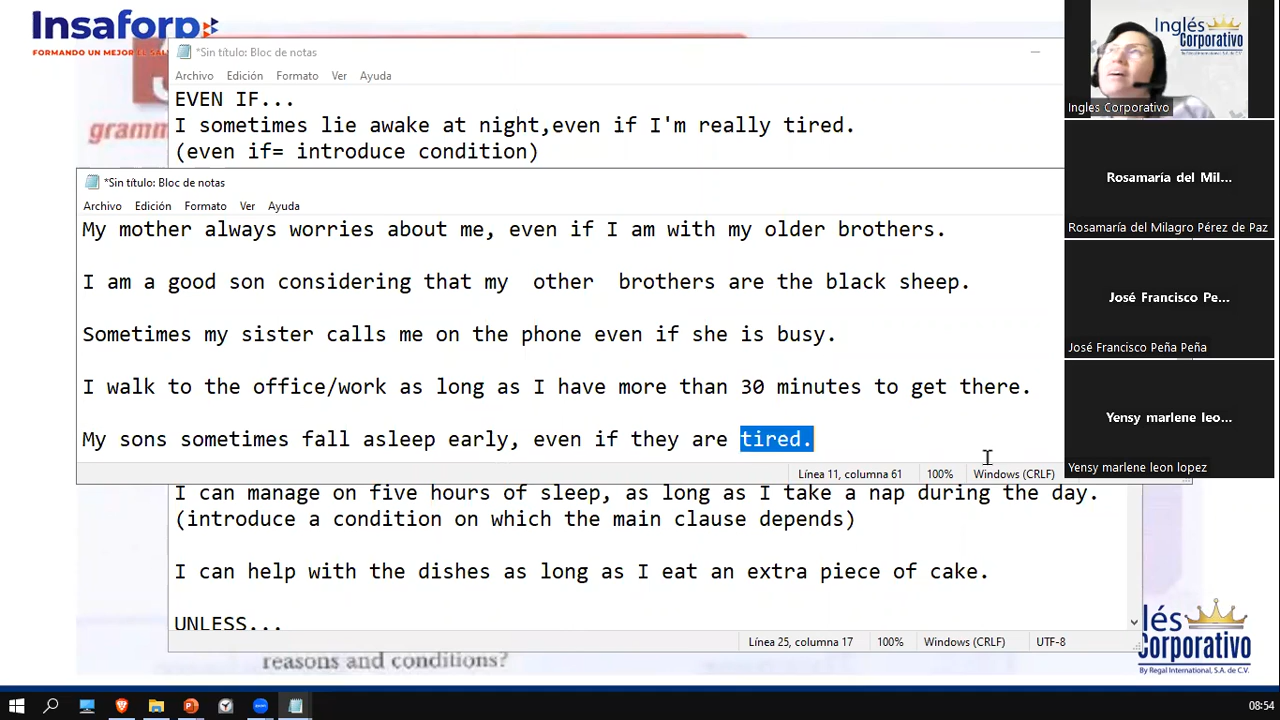 Insaforp
FORMANDO UN MEJOR EL SAL
gramm
*Sin título: Bloc de notas
Archivo Edición Formato Ver Ayuda
EVEN IF...
I sometimes lie awake at night,even if I'm really tired.
(even if= introduce condition)
*Sin título: Bloc de notas
Archivo Edición Formato Ver Ayuda
My mother always worries about me, even if I am with my older brothers.
I am a good son considering that my other brothers are the black sheep.
Sometimes my sister calls me on the phone even if she is busy.
I walk to the office/work as long as I have more than 30 minutes to get there.
My sons sometimes fall asleep early, even if they are tired.
Línea 11, columna 61 100% Windows (CRLF)
I can manage on five hours of sleep, as long as I take a nap during the day.
(introduce a condition on which the main clause depends)
I can help with the dishes as long as I eat an extra piece of cake.
UNLESS...
Línea 25, columna 17 100% Windows (CRLF) UTF-8
reasons and conditions?
Inglés
Corporativo
Ingles Corporativo
Rosamaría del Mil...
Rosamaría del Milagro Pérez de Paz
José Francisco Pe...
José Francisco Peña Peña
Yensy marlene leo...
Yensy marlene leon lopez
lés
Corporativo
By Regal International, S.A. de C.V.
08:54